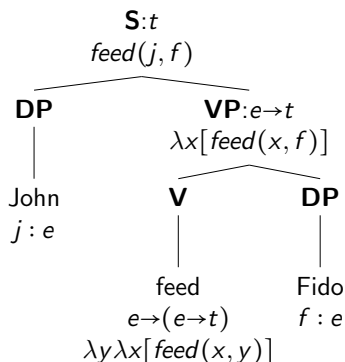 S:t
feed(j, f)
DP VP:e→t
λx[feed(x, f)]
John V DP
j : e
feed Fido
e→(e→t) f : e
λyλx[feed(x, y)]